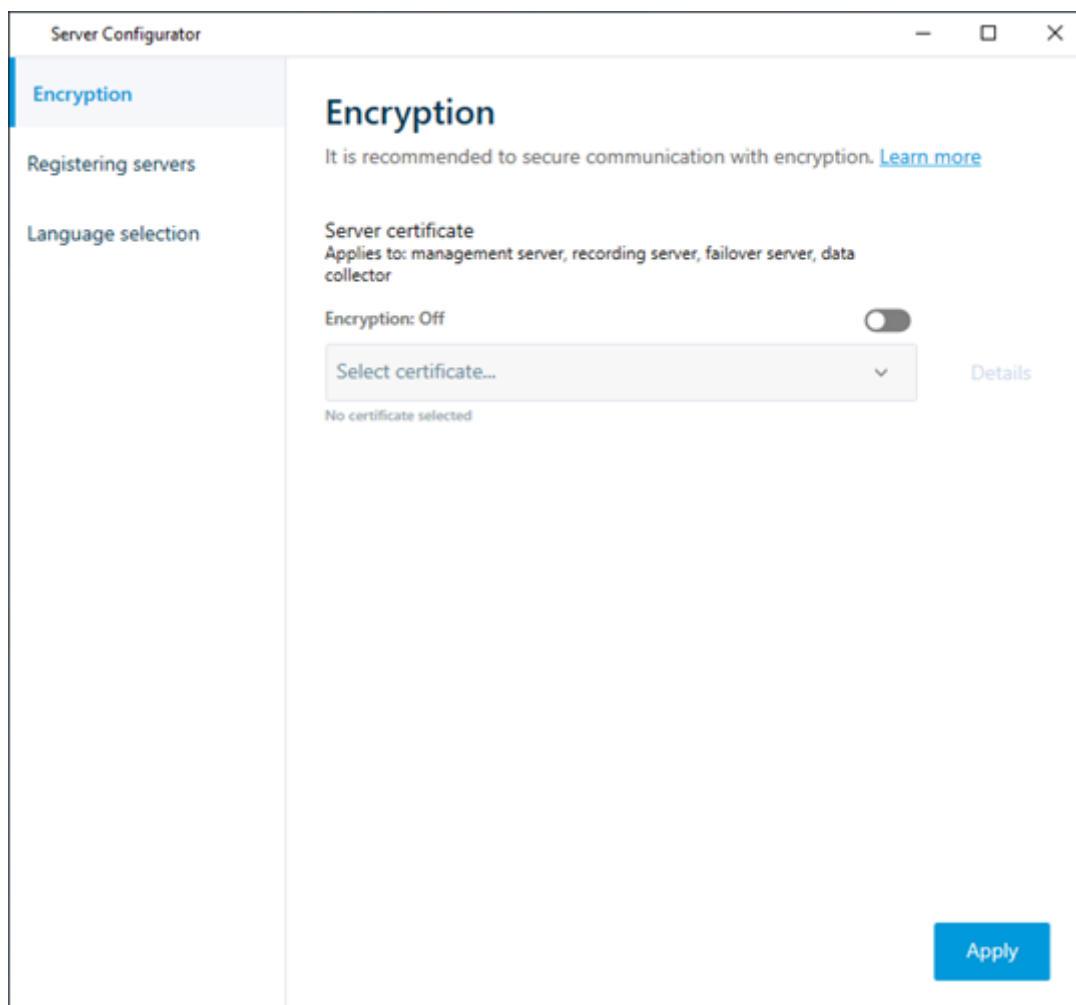 Server Configurator
Encryption
Registering servers
Language selection
Encryption
It is recommended to secure communication with encryption. Learn more
Server certificate
Applies to: management server, recording server, failover server, data
collector
Encryption: Off
Select certificate...
Details
No certificate selected
Apply